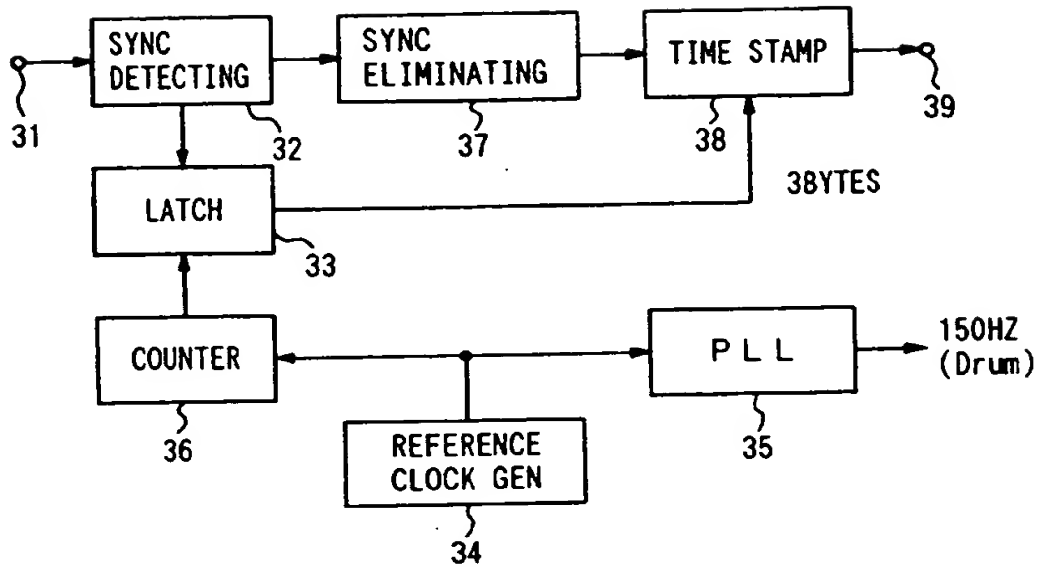 SYNC
DETECTING
SYNC
ELIMINATING
TIME STAMP
31
32
37
38
39
LATCH
33
38YTES
COUNTER
36
PLL
35
150HZ
(Drum)
REFERENCE
CLOCK GEN
34